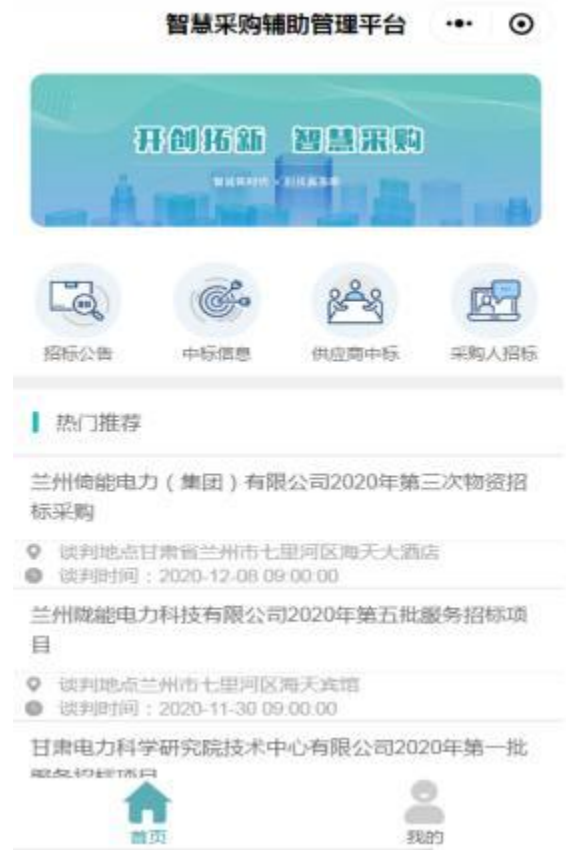 智慧采购辅助管理平台
开创拓新 智慧采购
招标公告 中标信息 供应商中标 采购人招标
热门推荐
兰州倚能电力(集团)有限公司2020年第三次物资招
标采购
谈判地点甘肃省兰州市七里河区海天大酒店
谈判时间:2020-12-08 09:00:00
兰州陇能电力科技有限公司2020年第五批服务招标项
目
谈判地点兰州市七里河区海天宾馆
谈判时间:2020-11-30 09:00:00
甘肃电力科学研究院技术中心有限公司2020年第一批
服务招标项目
首页 我的